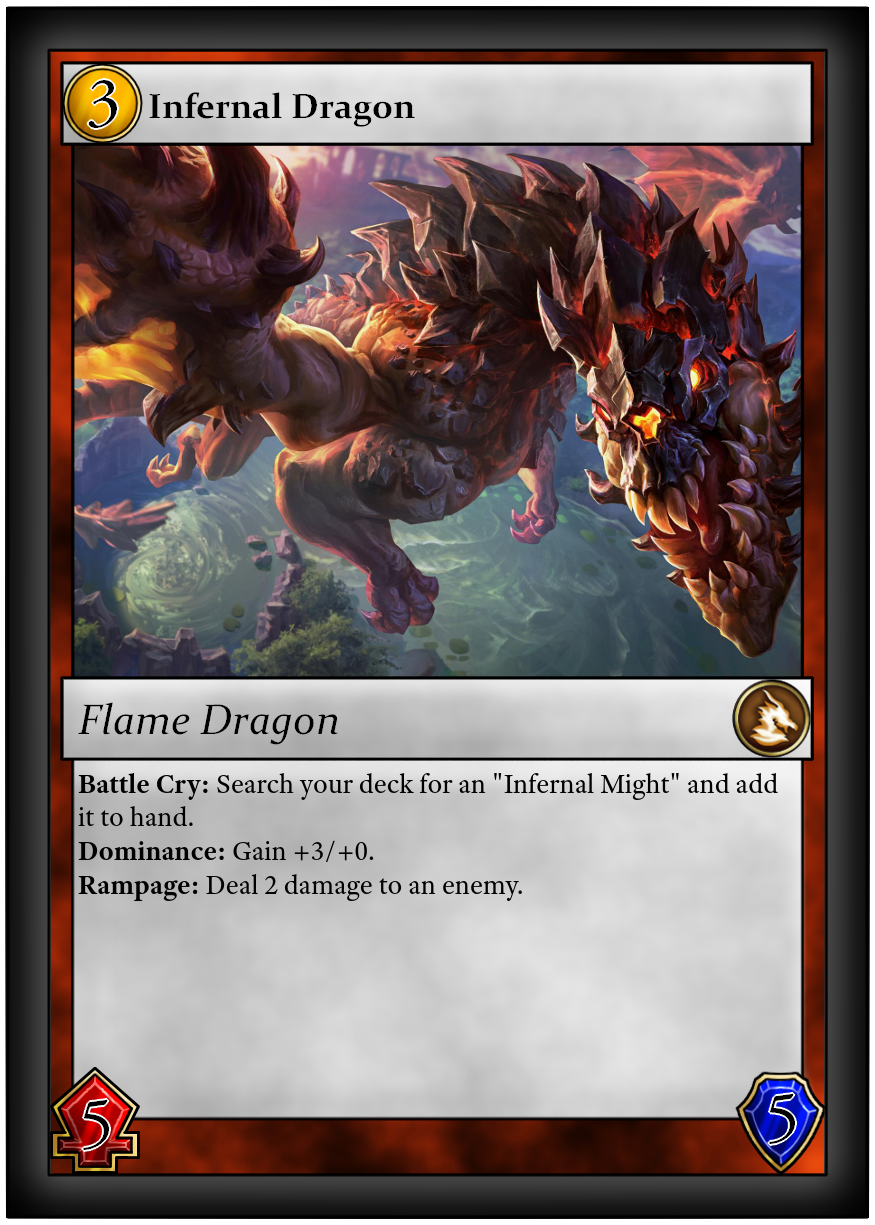 3 Infernal Dragon
Flame Dragon
Battle Cry: Search your deck for an "Infernal Might" and add
it to hand.
Dominance: Gain +3/+0.
Rampage: Deal 2 damage to an enemy.
5 5